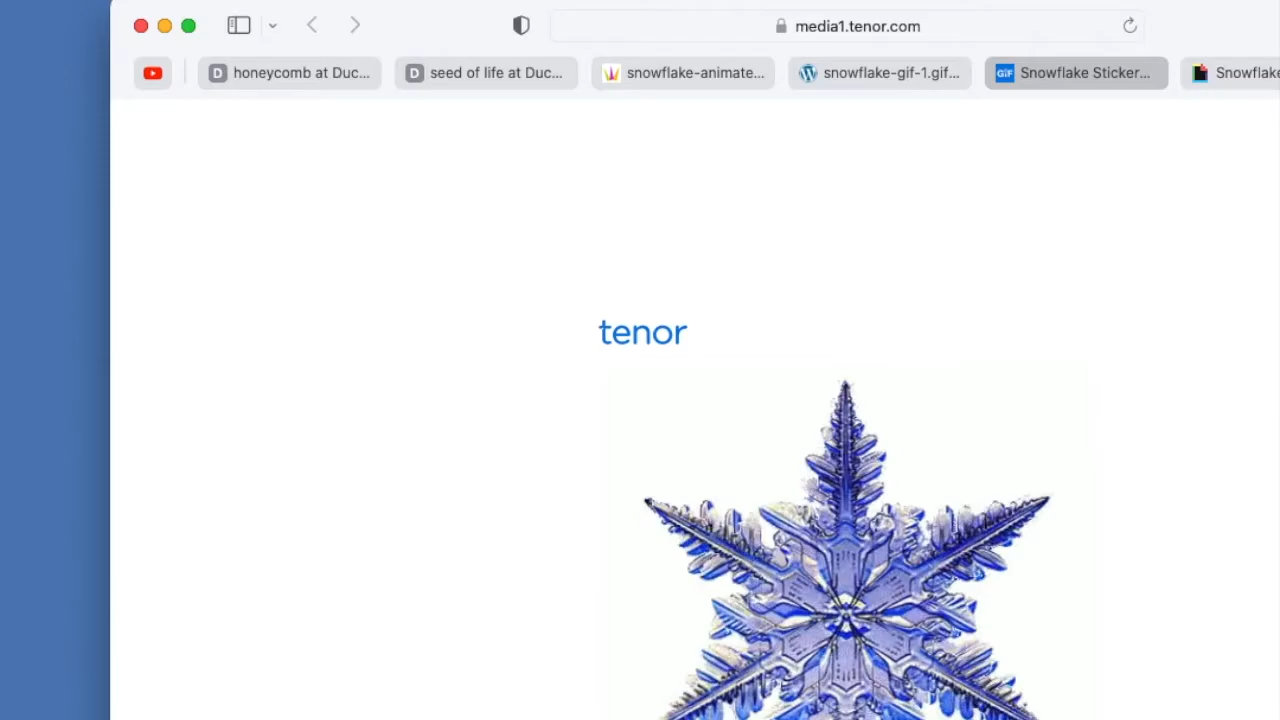 media1.tenor.com
D honeycomb at Duc...
D seed of life at Duc...
snowflake-animate...
snowflake-gif-1.gif...
GIF Snowflake Sticker...
Snowflake
tenor